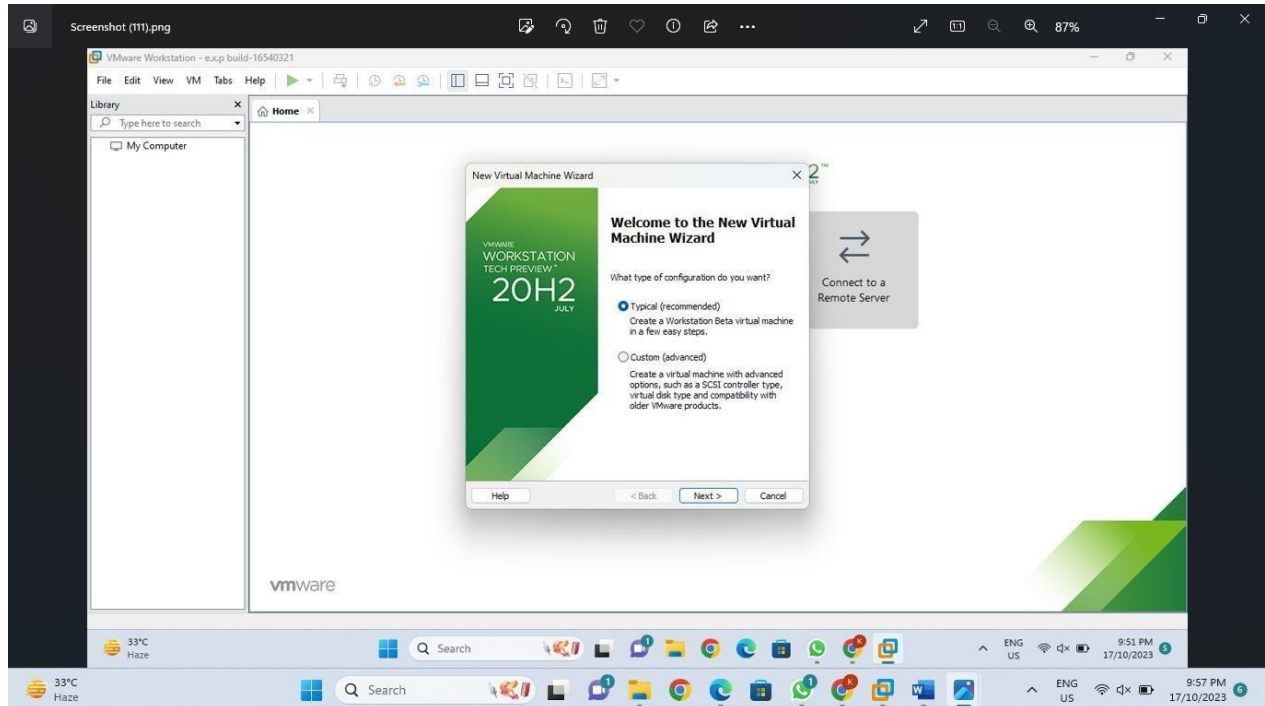 Screenshot (111).png
87%
VMware Workstation - e.x.p build-16540321
File Edit View VM Tabs Help
Library
Type here to search
My Computer
Home
New Virtual Machine Wizard
2™
VMWARE
WORKSTATION
TECH PREVIEW™
20H2
JULY
Welcome to the New Virtual
Machine Wizard
What type of configuration do you want?
Typical (recommended)
Create a Workstation Beta virtual machine
in a few easy steps.
Custom (advanced)
Create a virtual machine with advanced
options, such as a SCSI controller type,
virtual disk type and compatibility with
older VMware products.
Help < Back Next > Cancel
Connect to a
Remote Server
vmware
33°C
Haze
Search
ENG
US
9:51 PM
17/10/2023
33°C
Haze
Search
ENG
US
9:57 PM
17/10/2023
6